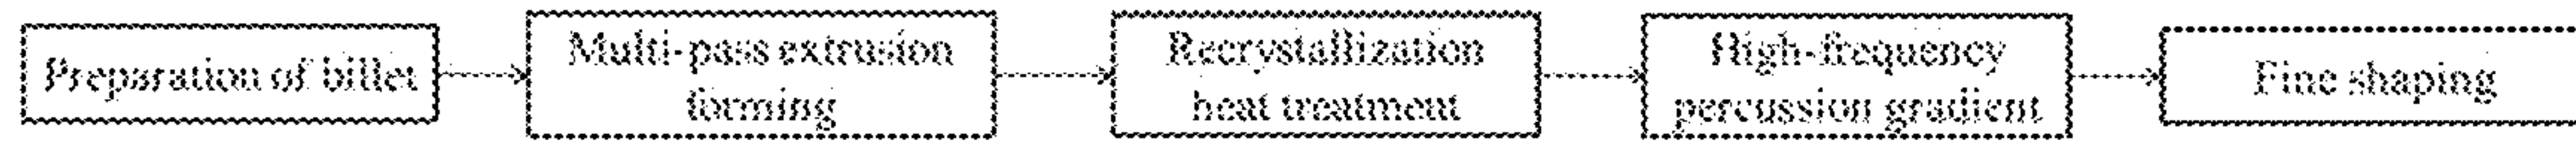 Preparation of billet
Multi-pass extrusion
forming
Recrystallization
heat treatment
High-frequency
percussion gradient
Fine shaping